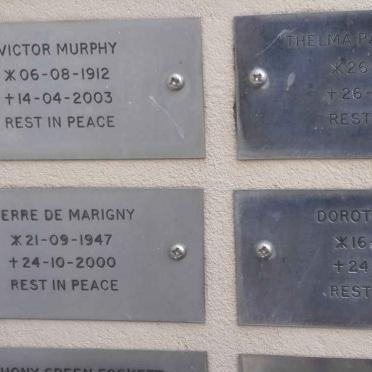 VICTOR MURPHY
⚹06-08-1912
✝14-04-2003
REST IN PEACE
THELMA
⚹26
✝26-
REST
ERRE DE MARIGNY
⚹21-09-1947
✝24-10-2000
REST IN PEACE
DOROT
⚹16
✝24
REST